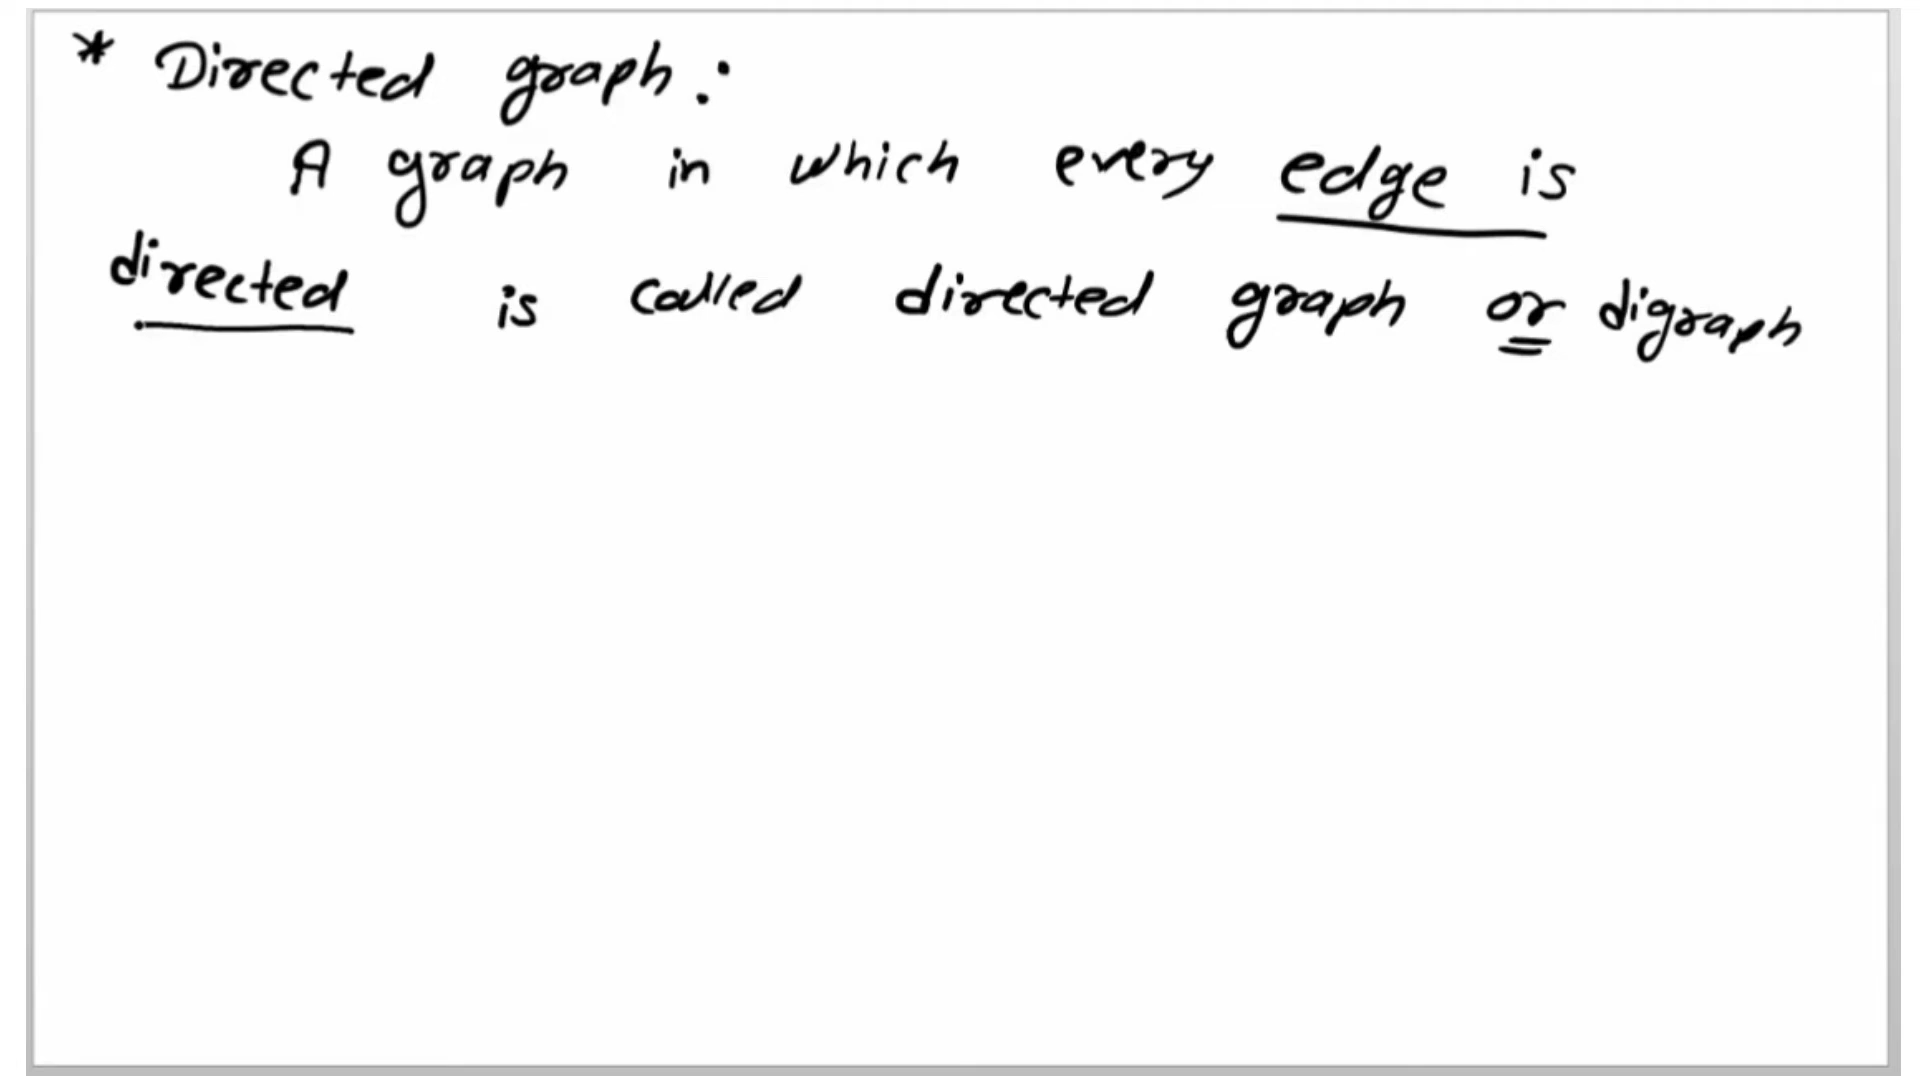 * Directed graph :
A graph in which every edge is
directed is called directed graph or digraph